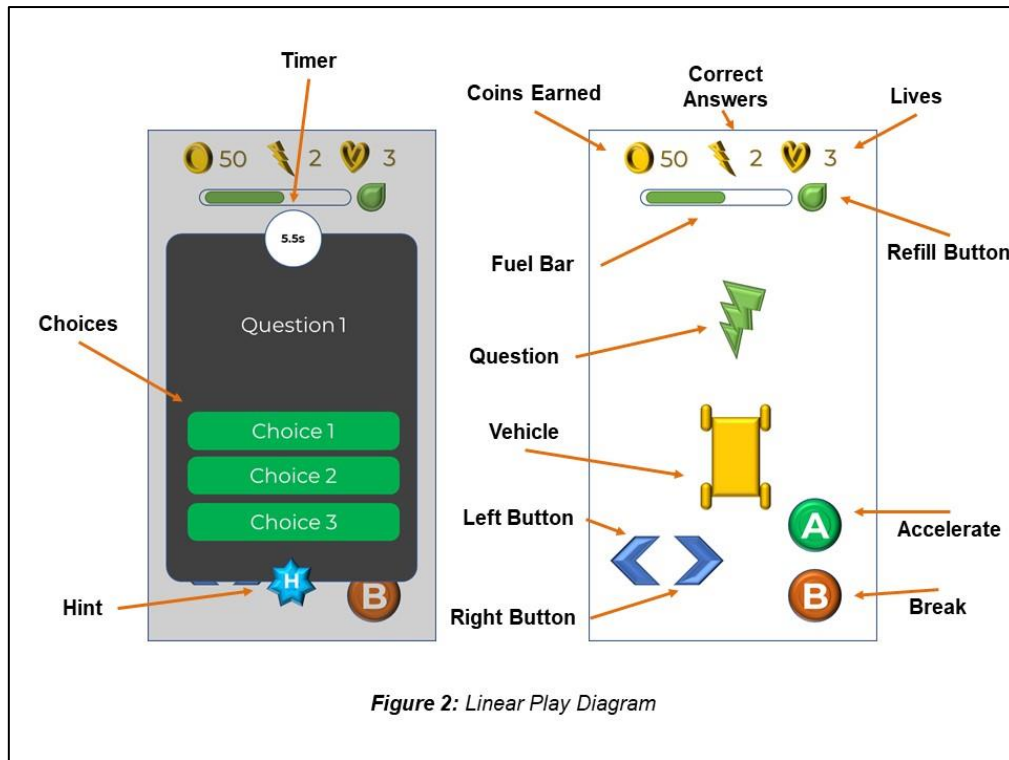 Timer
Coins Earned
Correct
Answers
Lives
50 2 3
50 2 3
5.5s
Fuel Bar
Refill Button
Choices
Question 1
Question
Choice 1
Vehicle
Choice 2
Choice 3
Left Button
A
Accelerate
H
B
B
Hint
Right Button
Break
Figure 2: Linear Play Diagram